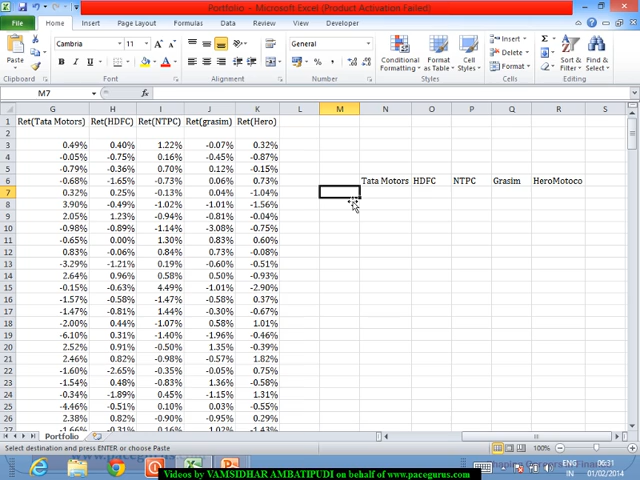 Portfolio - Microsoft Excel (Product Activation Failed)
File Home Insert Page Layout Formulas Data Review View Developer
Paste Cambria 11 A A General Conditional Formatting Format as Table Cell Styles Insert Delete Format Sort & Filter Find & Select
B I U A $ % ,
Clipboard Font Alignment Number Styles Cells Editing
M7 fx
G H I J K L M N O P Q R S
1 Ret(Tata Motors) Ret(HDFC) Ret(NTPC) Ret(grasim) Ret(Hero)
2
3 0.49% 0.40% 1.22% -0.07% 0.32%
4 -0.05% -0.75% 0.16% -0.45% -0.87%
5 -0.79% -0.36% 0.70% 0.12% -0.15%
6 -0.68% -1.65% -0.73% 0.06% 0.73% Tata Motors HDFC NTPC Grasim HeroMotoco
7 0.32% 0.25% -0.13% 0.04% -1.04%
8 3.90% -0.49% -1.02% -1.01% -1.56%
9 2.05% 1.23% -0.94% -0.81% -0.04%
10 -0.98% -0.89% -1.14% -3.08% -0.75%
11 -0.65% 0.00% 1.30% 0.83% 0.60%
12 0.83% -0.06% 0.84% 0.73% -0.08%
13 -3.29% -1.21% 0.19% -0.60% -0.51%
14 2.64% 0.96% 0.58% 0.50% -0.93%
15 -0.15% -0.63% 4.49% -1.01% -2.90%
16 -1.57% -0.58% -1.47% -0.58% 0.37%
17 -1.47% -0.81% 1.44% -0.30% -0.67%
18 -2.00% 0.44% -1.07% 0.58% 1.01%
19 -6.10% 0.31% -1.40% -1.96% -0.46%
20 2.52% 0.91% -0.50% 1.35% -0.39%
21 2.46% 0.82% -0.98% -0.57% 1.82%
22 -1.60% -2.65% -0.35% -0.05% 0.75%
23 -1.54% 0.48% -0.83% 1.36% -0.58%
24 -0.34% -1.89% 0.45% -1.15% 1.31%
25 -4.46% -0.51% 0.10% 0.03% -0.55%
26 2.38% 0.82% -0.90% -0.95% 0.29%
27 -1.66% -0.31% 0.16% 1.02% -1.43%
Portfolio
Select destination and press ENTER or choose Paste 100%
ENG 06:31
IN 01/02/2014
Videos by VAMSIDHAR AMBATIPUDI on behalf of www.pacegurus.com